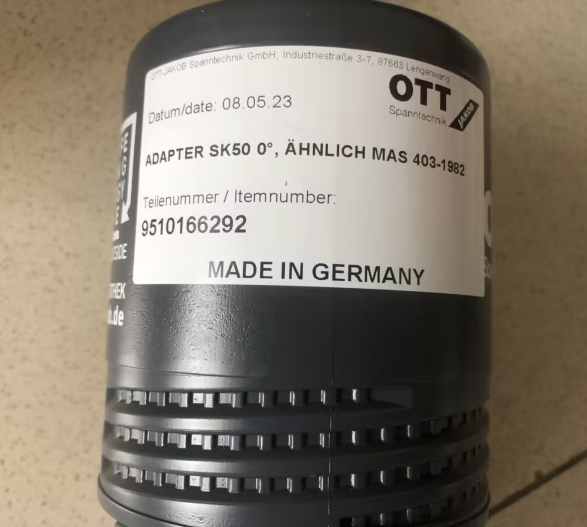 OTT-JAKOB Spanntechnik GmbH, Industriestraße 3-7, 87663 Lengenwang
OTT
Spanntechnik JAKOB
Datum/date: 08.05.23
ADAPTER SK50 0°, ÄHNLICH MAS 403-1982
Teilenummer / Itemnumber:
9510166292
MADE IN GERMANY